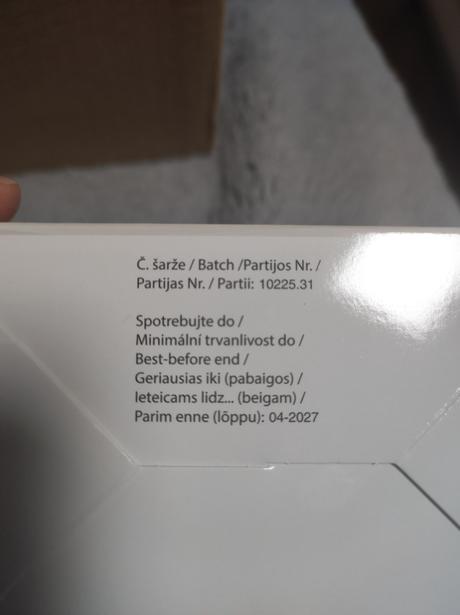 Č. šarže / Batch /Partijos Nr. /
Partijas Nr. / Partii: 10225.31
Spotrebujte do /
Minimální trvanlivost do /
Best-before end /
Geriausias iki (pabaigos) /
Ieteicams lidz... (beigam) /
Parim enne (lõppu): 04-2027